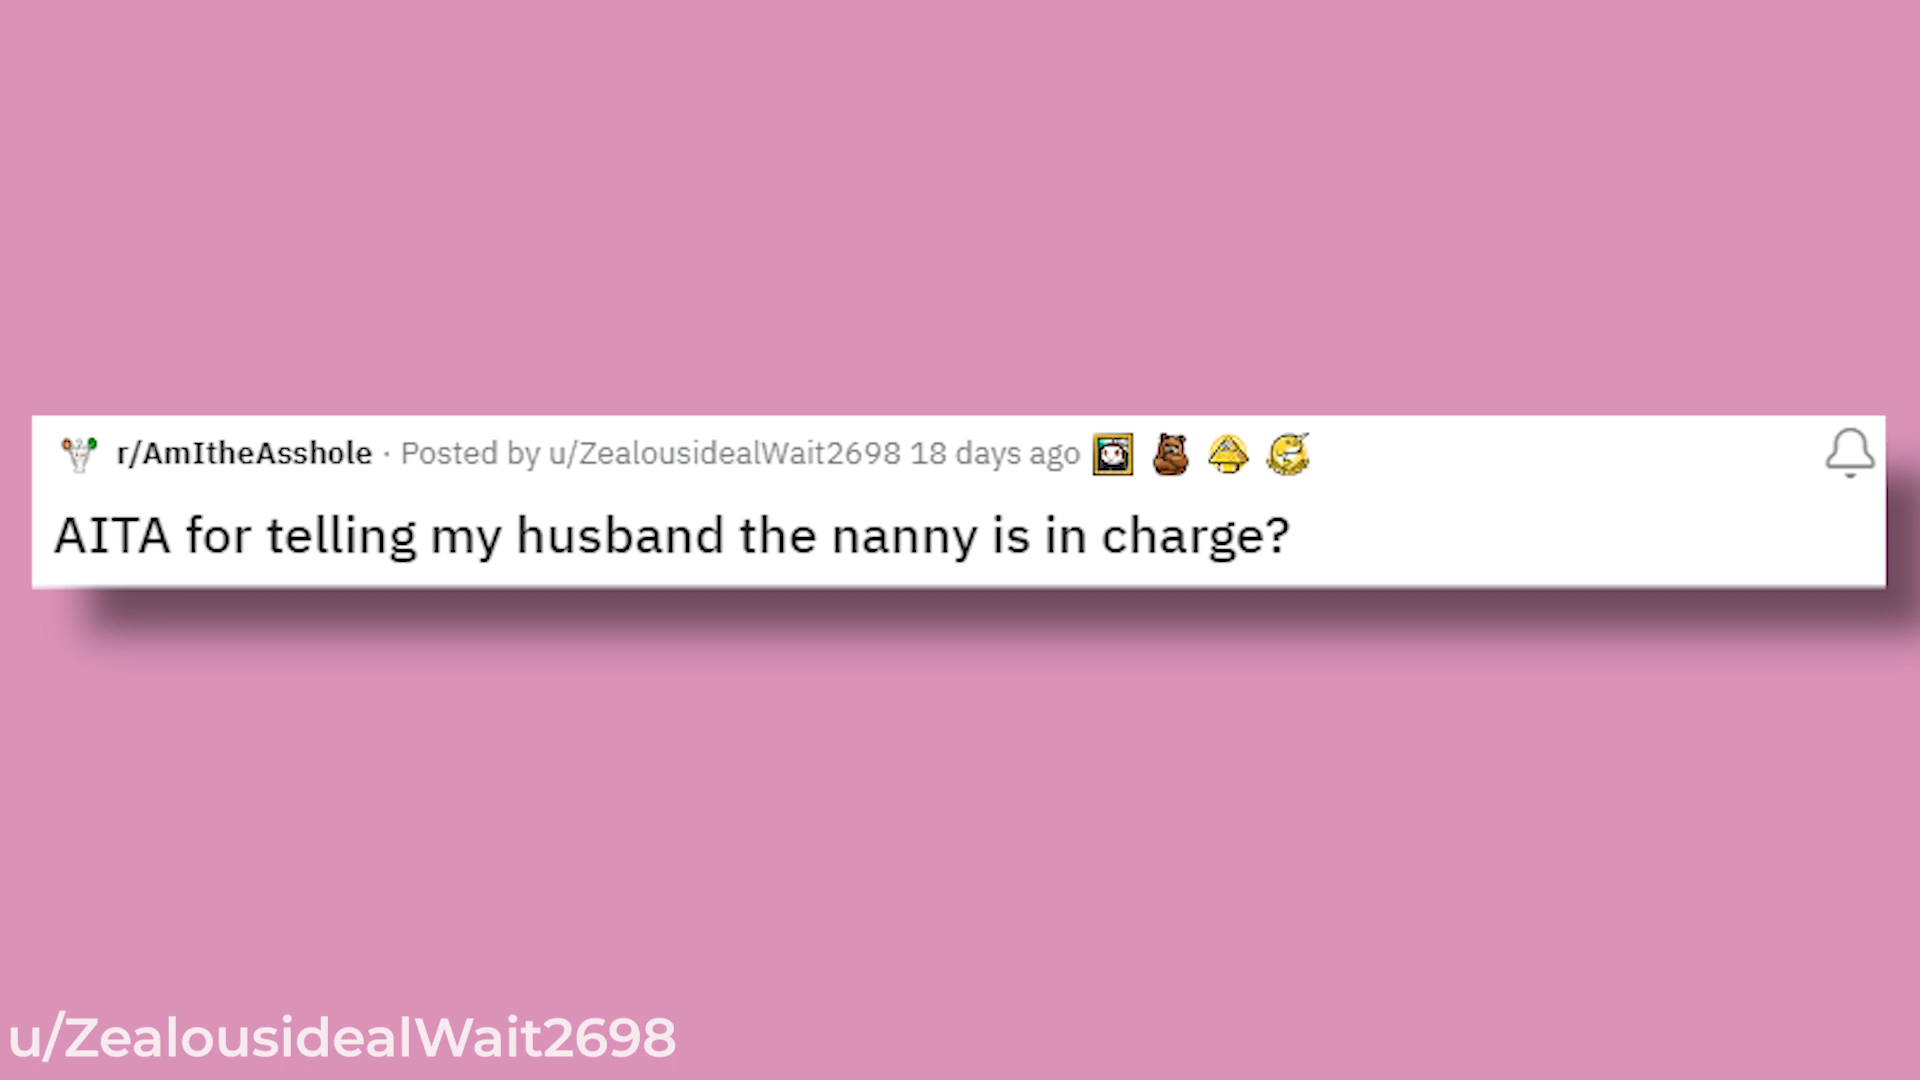 r/AmItheAsshole · Posted by u/ZealousidealWait2698 18 days ago
AITA for telling my husband the nanny is in charge?
u/ZealousidealWait2698